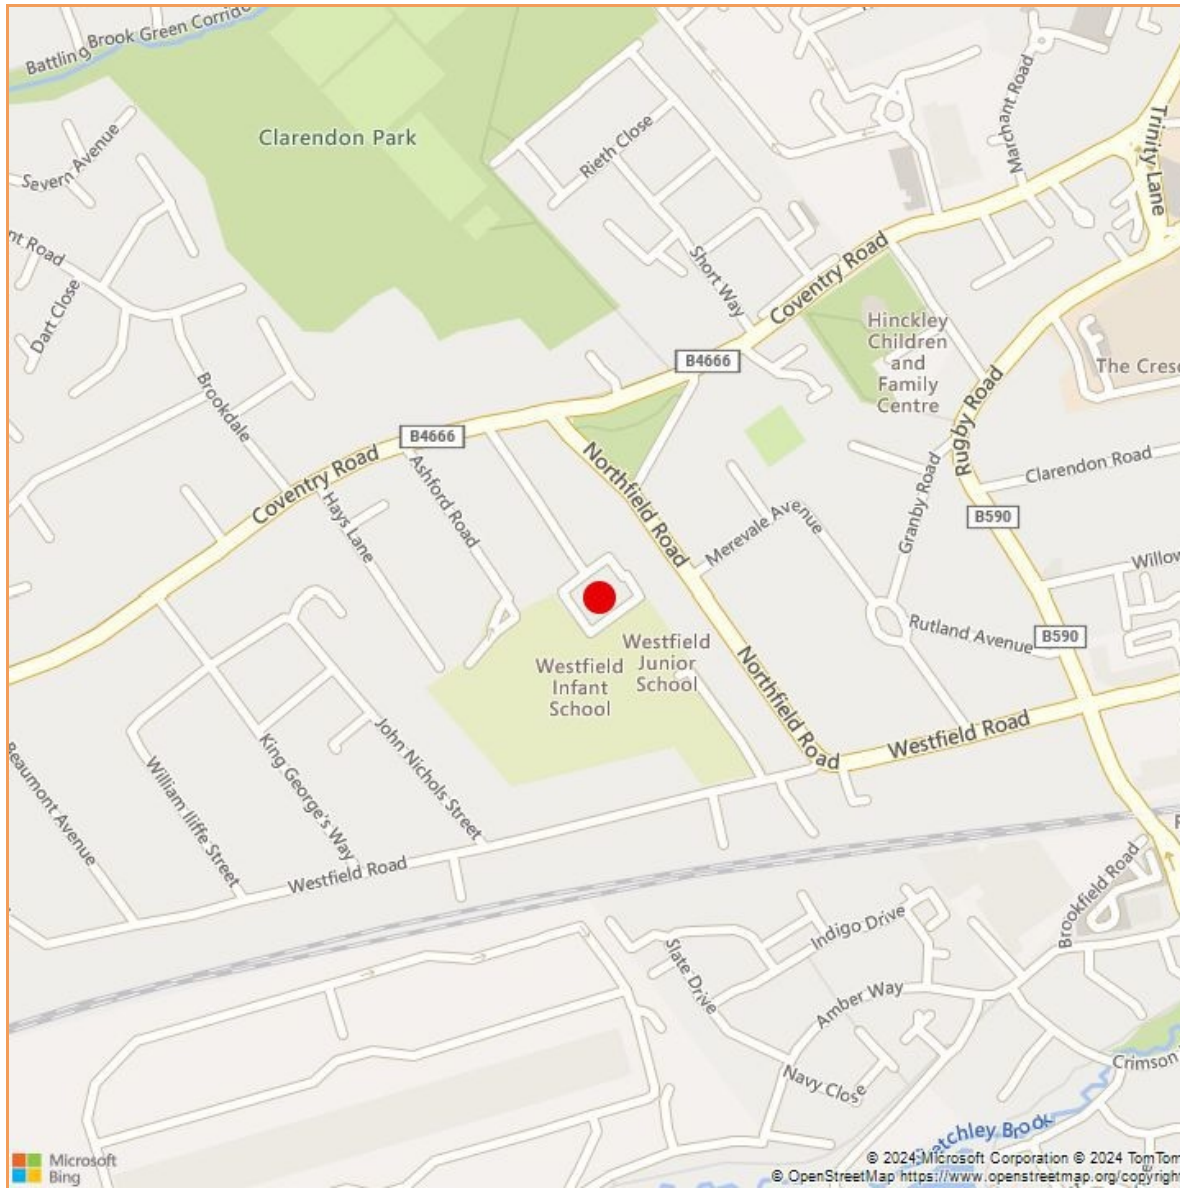 Battling Brook Green Corrido
Clarendon Park
Severn Avenue
nt Road
Dart Close
Brookdale
Rieth Close
Short Way
Marchant Road
Trinity Lane
Coventry Road
Hinckley
Children
and
Family
Centre
B4666
The Cresc
Rugby Road
B4666
Coventry Road
Ashford Road
Hays Lane
Northfield Road
Merevale Avenue
Granby Road
Clarendon Road
B590
Willow
Rutland Avenue
B590
Westfield
Junior
School
Westfield
Infant
School
Northfield Road
Westfield Road
John Nichols Street
King George's Way
William Iliffe Street
Beaumont Avenue
Westfield Road
Brookfield Road
Indigo Drive
Slate Drive
Amber Way
Navy Close
Crimson
Sketchley Brook
Microsoft
Bing
© 2024 Microsoft Corporation © 2024 TomTom
© OpenStreetMap https://www.openstreetmap.org/copyright